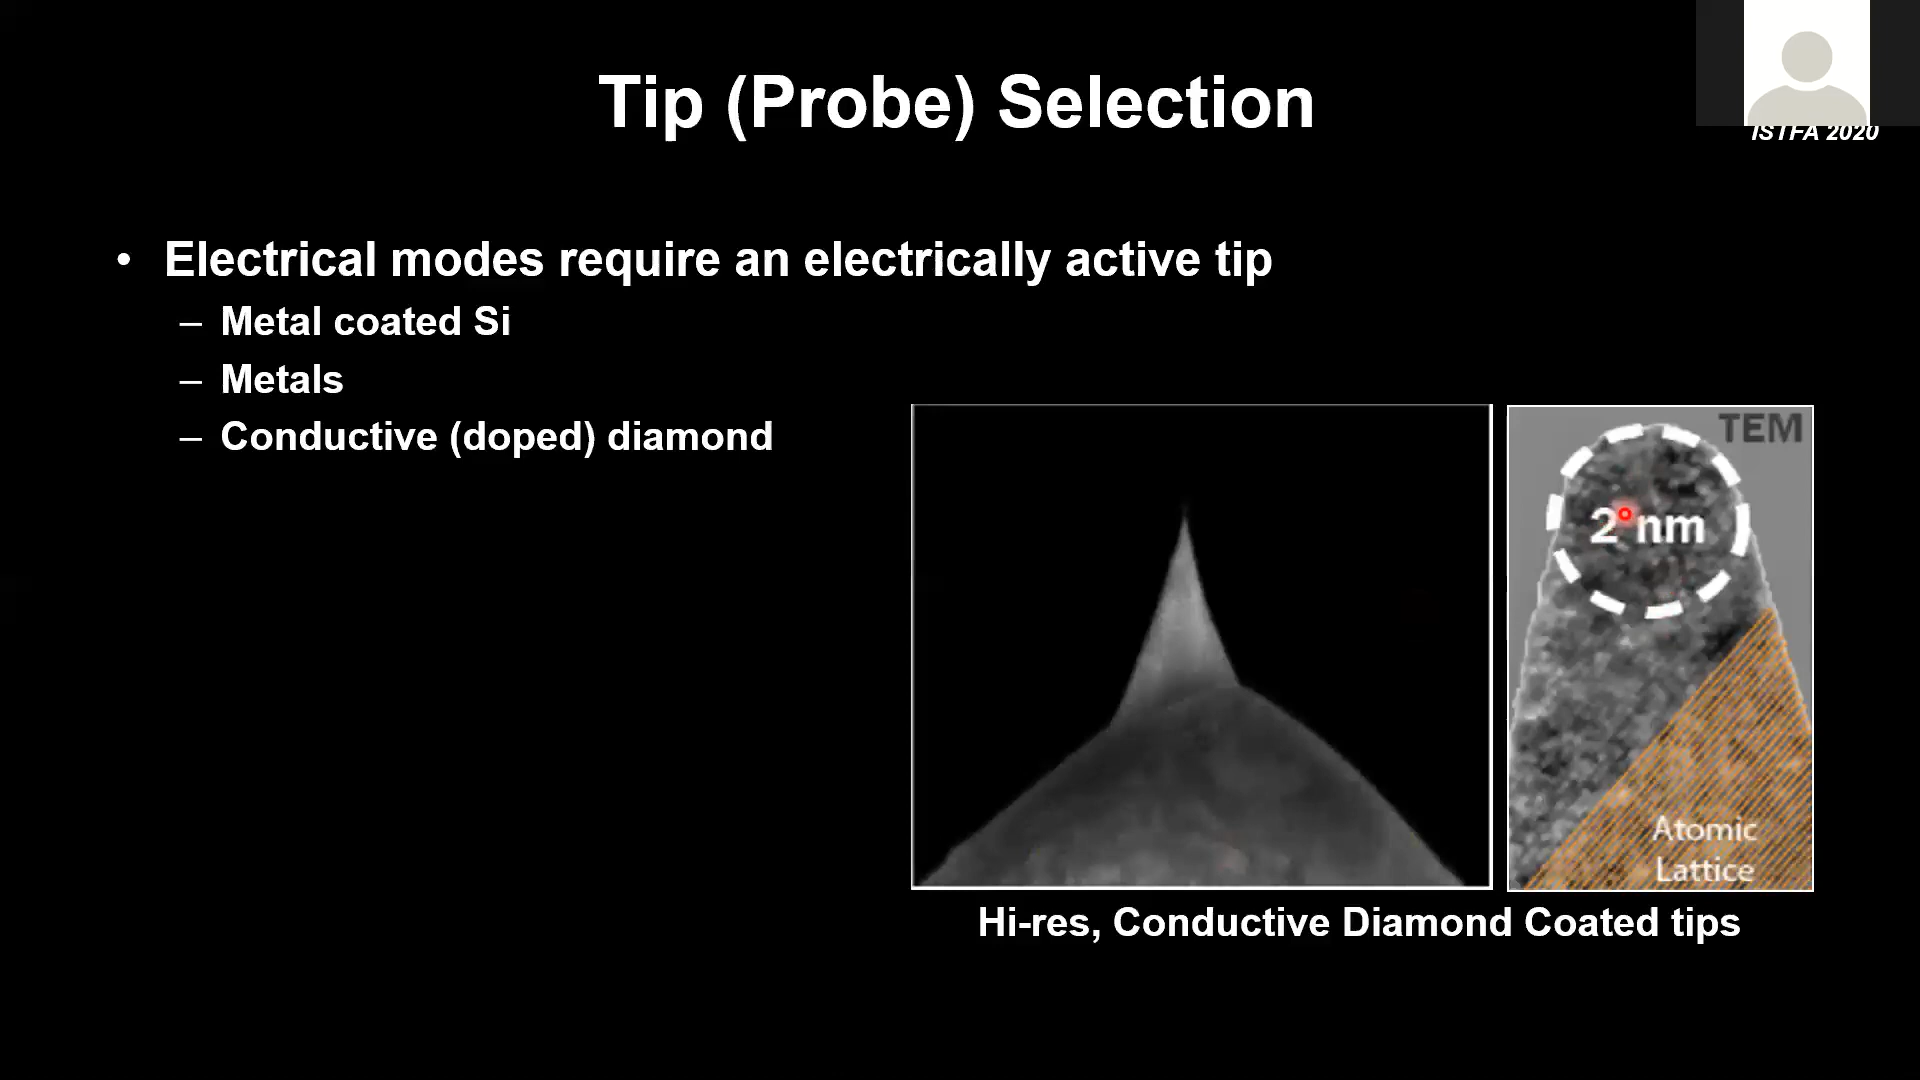 Tip (Probe) Selection
ISTFA 2020
• Electrical modes require an electrically active tip
– Metal coated Si
– Metals
– Conductive (doped) diamond
TEM
2 nm
Atomic
Lattice
Hi-res, Conductive Diamond Coated tips